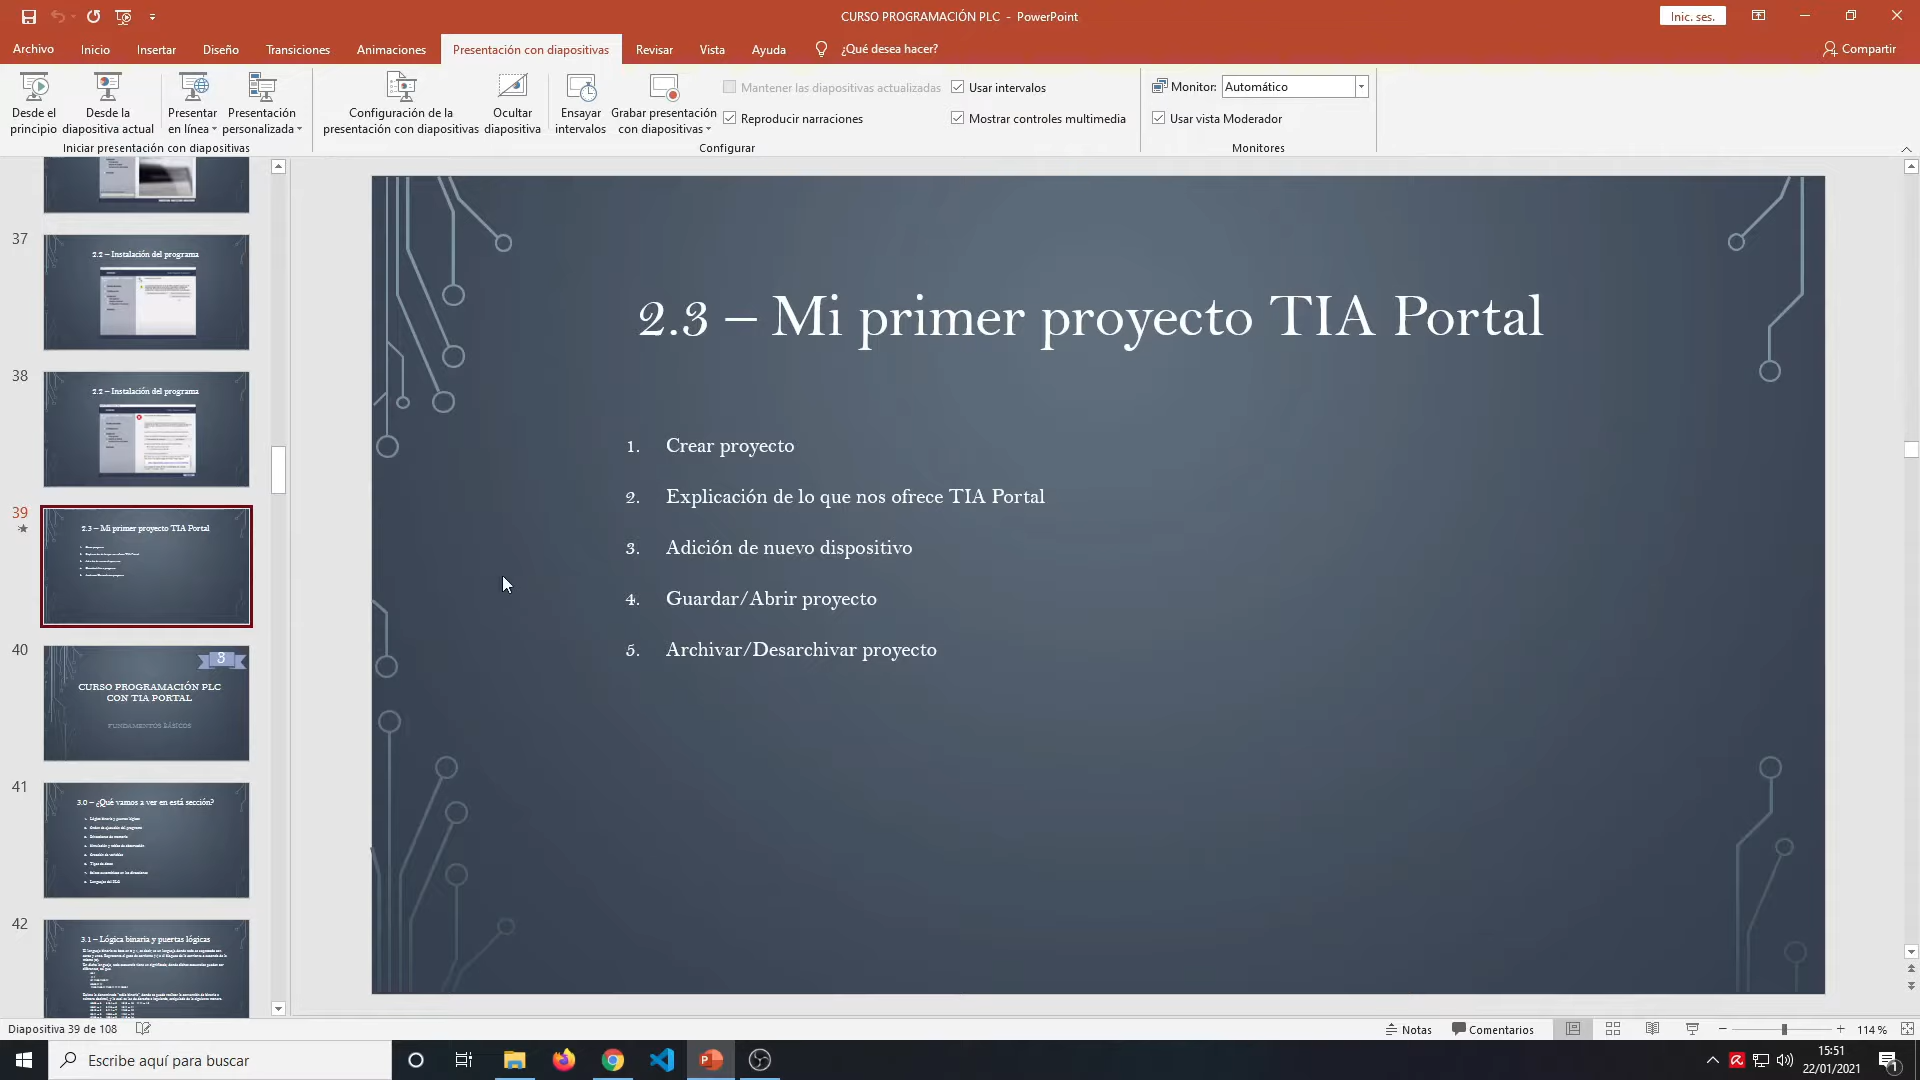 CURSO PROGRAMACIÓN PLC - PowerPoint
Inic. ses.
Archivo
Inicio
Insertar
Diseño
Transiciones
Animaciones
Presentación con diapositivas
Revisar
Vista
Ayuda
¿Qué desea hacer?
Compartir
Desde el principio
Desde la diapositiva actual
Presentar en línea
Presentación personalizada
Configuración de la presentación con diapositivas
Ocultar diapositiva
Ensayar intervalos
Grabar presentación con diapositivas
Mantener las diapositivas actualizadas
Reproducir narraciones
Usar intervalos
Mostrar controles multimedia
Monitor:
Automático
Usar vista Moderador
Iniciar presentación con diapositivas
Configurar
Monitores
37
2.2 – Instalación del programa
38
2.2 – Instalación del programa
39
2.3 – Mi primer proyecto TIA Portal
40
3
CURSO PROGRAMACIÓN PLC
CON TIA PORTAL
FUNDAMENTOS BÁSICOS
41
3.0 – ¿Qué vamos a ver en está sección?
42
3.1 – Lógica binaria y puertas lógicas
2.3 – Mi primer proyecto TIA Portal
1. Crear proyecto
2. Explicación de lo que nos ofrece TIA Portal
3. Adición de nuevo dispositivo
4. Guardar/Abrir proyecto
5. Archivar/Desarchivar proyecto
Diapositiva 39 de 108
Notas
Comentarios
114 %
Escribe aquí para buscar
15:51
22/01/2021
1